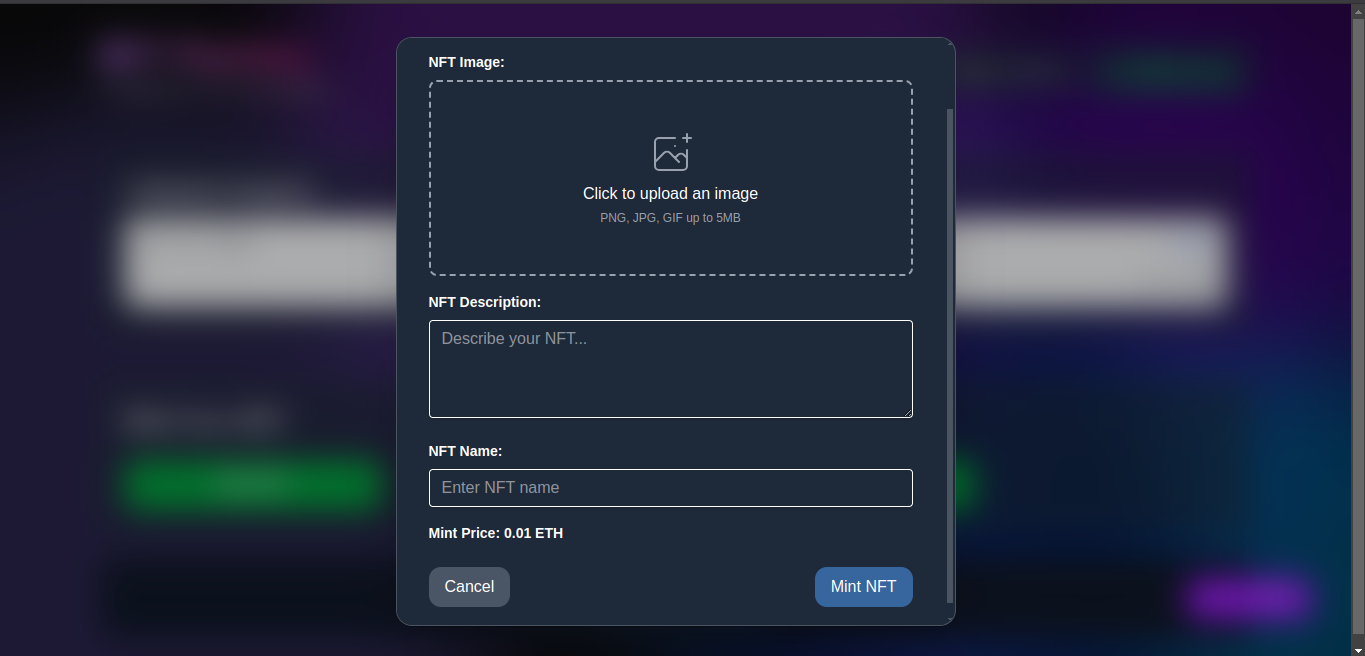 NFT Image:
Click to upload an image
PNG, JPG, GIF up to 5MB
NFT Description:
Describe your NFT...
NFT Name:
Enter NFT name
Mint Price: 0.01 ETH
Cancel
Mint NFT